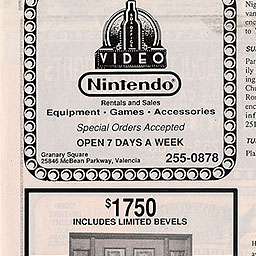 VIDEO
Nintendo
Rentals and Sales
Equipment · Games · Accessories
Special Orders Accepted
OPEN 7 DAYS A WEEK
Granary Square
25846 McBean Parkway, Valencia
255-0878
$1750
INCLUDES LIMITED BEVELS